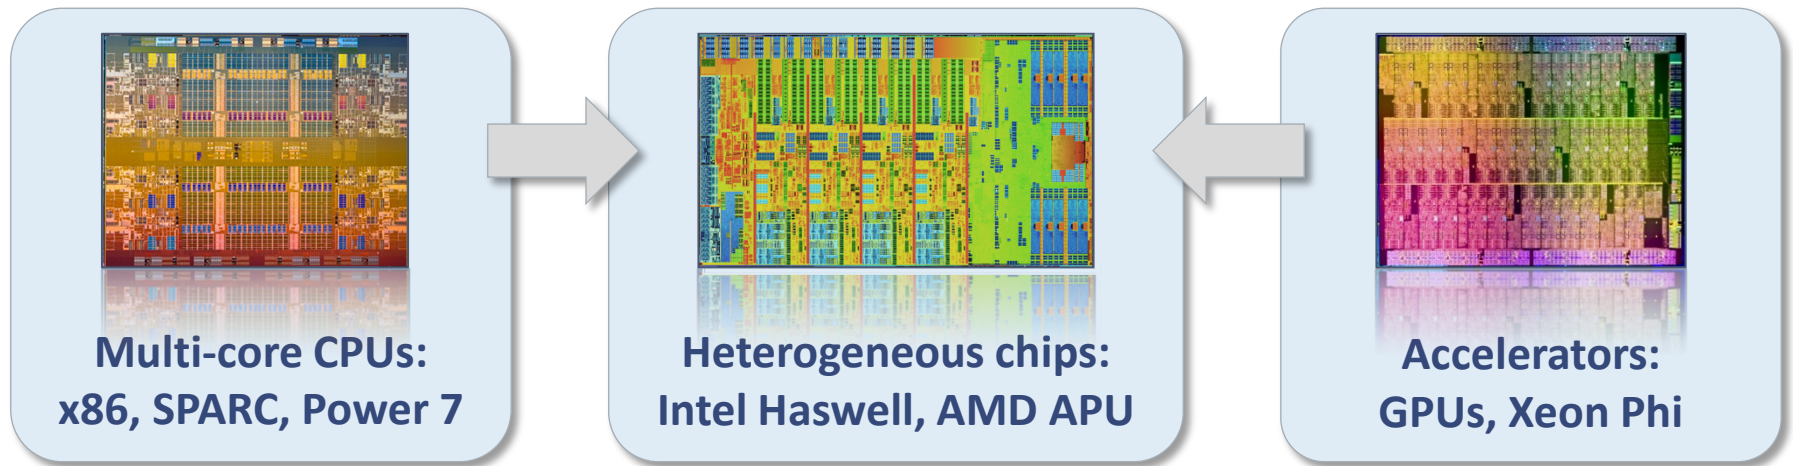 Multi-core CPUs:
x86, SPARC, Power 7
Heterogeneous chips:
Intel Haswell, AMD APU
Accelerators:
GPUs, Xeon Phi